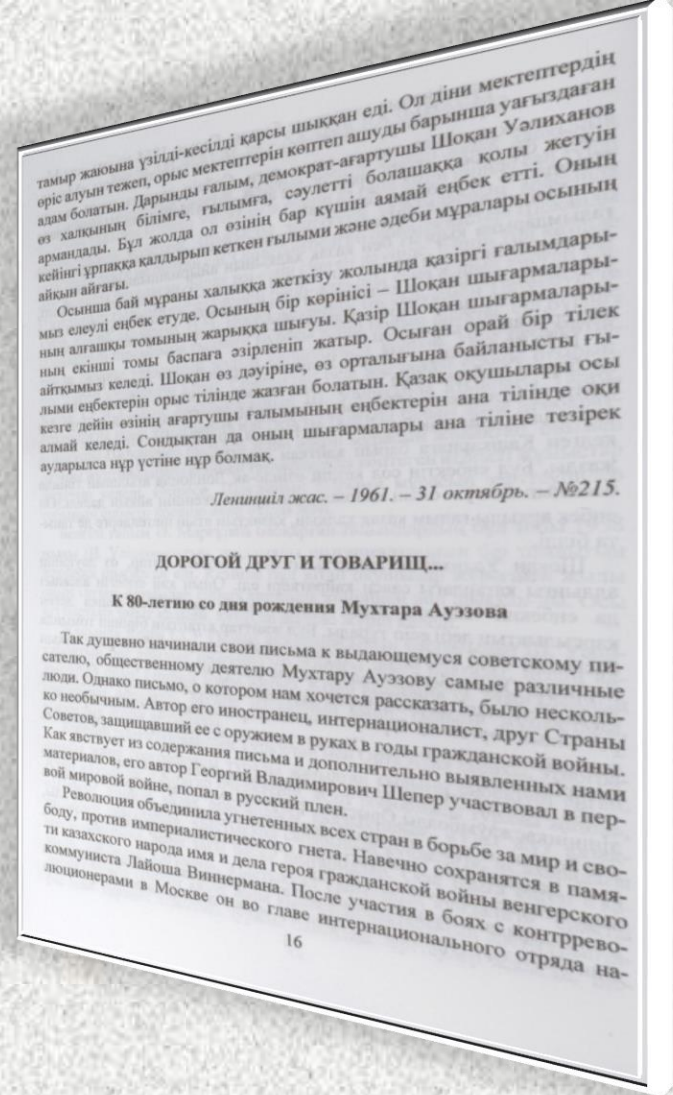 тамыр жаюына үзілді-кесілді қарсы шыққан еді. Ол діни мектептердің
өріс алуын тежеп, орыс мектептерін көптеп ашуды барынша уағыздаған
адам болатын. Дарынды ғалым, демократ-ағартушы Шоқан Уәлиханов
өз халқының білімге, ғылымға, сәулетті болашаққа қолы жетуін
армандады. Бұл жолда ол өзінің бар күшін аямай еңбек етті. Оның
кейінгі ұрпаққа қалдырып кеткен ғылыми және әдеби мұралары осының
айқын айғағы.
Осынша бай мұраны халыққа жеткізу жолында қазіргі ғалымдары-
мыз елеулі еңбек етуде. Осының бір көрінісі – Шоқан шығармалары-
ның алғашқы томының жарыққа шығуы. Қазір Шоқан шығармалары-
ның екінші томы баспаға әзірленіп жатыр. Осыған орай бір тілек
айтқымыз келеді. Шоқан өз дәуіріне, өз орталығына байланысты ғы-
лыми еңбектерін орыс тілінде жазған болатын. Қазақ оқушылары осы
кезге дейін өзінің ағартушы ғалымының еңбектерін ана тілінде оқи
алмай келеді. Сондықтан да оның шығармалары ана тіліне тезірек
аударылса нұр үстіне нұр болмақ.
Лениншіл жас. – 1961. – 31 октябрь. – №215.
ДОРОГОЙ ДРУГ И ТОВАРИЩ...
К 80-летию со дня рождения Мухтара Ауэзова
Так душевно начинали свои письма к выдающемуся советскому пи-
сателю, общественному деятелю Мухтару Ауэзову самые различные
люди. Однако письмо, о котором нам хочется рассказать, было несколь-
ко необычным. Автор его иностранец, интернационалист, друг Страны
Советов, защищавший ее с оружием в руках в годы гражданской войны.
Как явствует из содержания письма и дополнительно выявленных нами
материалов, его автор Георгий Владимирович Шепер участвовал в пер-
вой мировой войне, попал в русский плен.
Революция объединила угнетенных всех стран в борьбе за мир и сво-
боду, против империалистического гнета. Навечно сохранятся в памя-
ти казахского народа имя и дела героя гражданской войны венгерского
коммуниста Лайоша Виннермана. После участия в боях с контррево-
люционерами в Москве он во главе интернационального отряда на-
16